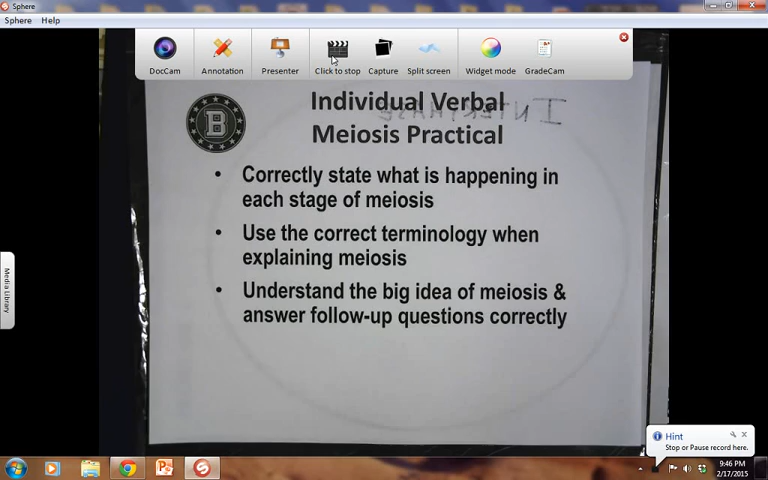 Sphere
Sphere Help
DocCam Annotation Presenter Click to stop Capture Split screen Widget mode GradeCam
INTERPHASE
B
Individual Verbal
Meiosis Practical
• Correctly state what is happening in
each stage of meiosis
• Use the correct terminology when
explaining meiosis
• Understand the big idea of meiosis &
answer follow-up questions correctly
Media Library
Hint
Stop or Pause record here.
9:46 PM
2/17/2015